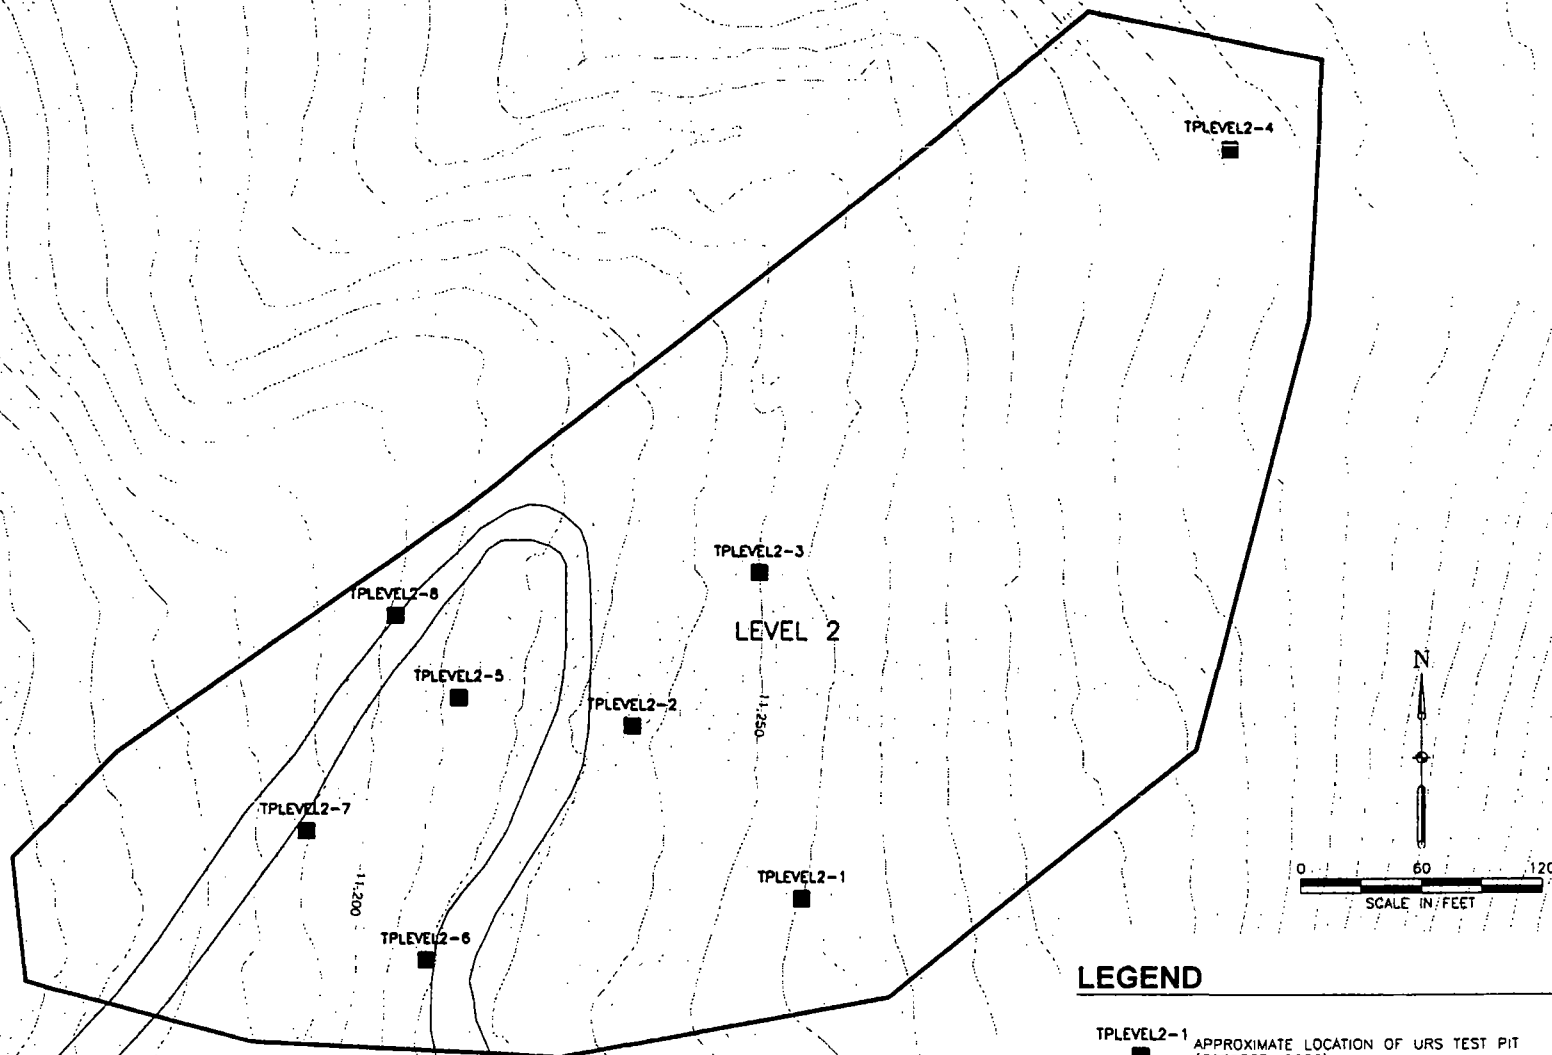 TPLEVEL2-4
TPLEVEL2-3
TPLEVEL2-8
LEVEL 2
N
TPLEVEL2-5
TPLEVEL2-2
11,250
TPLEVEL2-7
0 60 120
SCALE IN FEET
TPLEVEL2-1
11,200
TPLEVEL2-6
LEGEND
TPLEVEL2-1 APPROXIMATE LOCATION OF URS TEST PIT